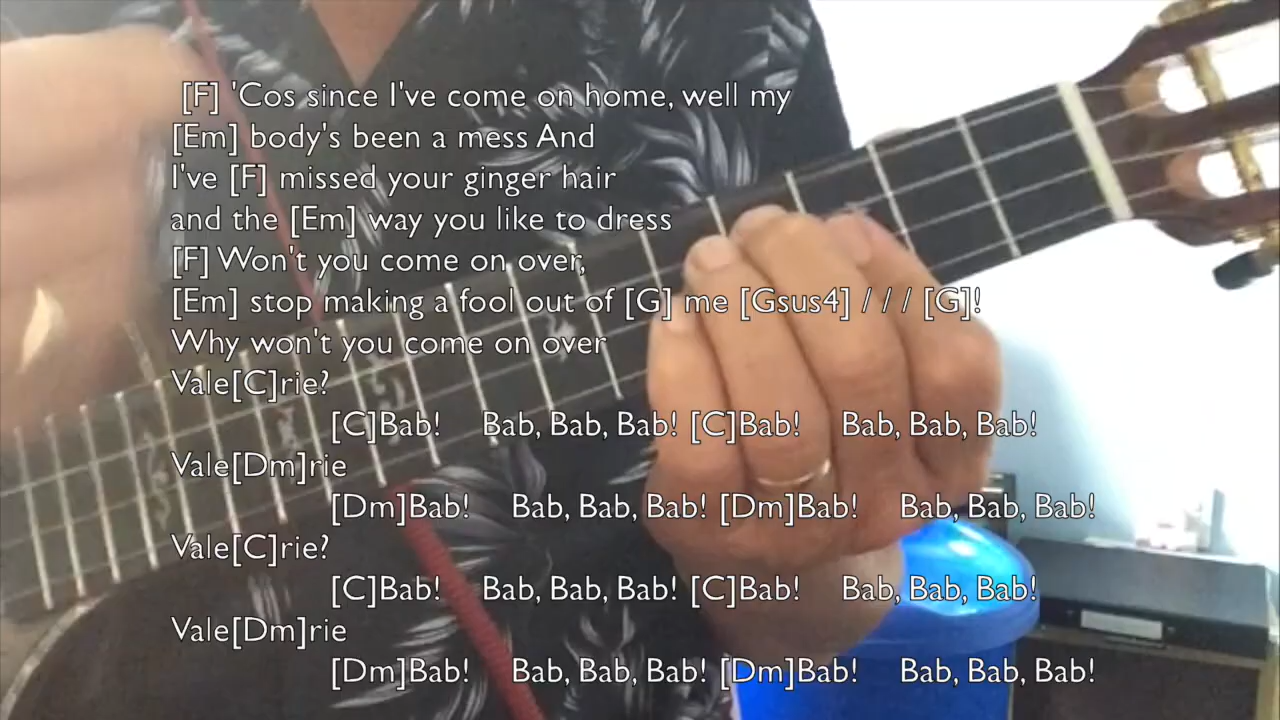 [F] 'Cos since I've come on home, well my
[Em] body's been a mess And
I've [F] missed your ginger hair
and the [Em] way you like to dress
[F] Won't you come on over,
[Em] stop making a fool out of [G] me [Gsus4] / / / [G]!
Why won't you come on over
Vale[C]rie?
[C]Bab! Bab, Bab, Bab! [C]Bab! Bab, Bab, Bab!
Vale[Dm]rie
[Dm]Bab! Bab, Bab, Bab! [Dm]Bab! Bab, Bab, Bab!
Vale[C]rie?
[C]Bab! Bab, Bab, Bab! [C]Bab! Bab, Bab, Bab!
Vale[Dm]rie
[Dm]Bab! Bab, Bab, Bab! [Dm]Bab! Bab, Bab, Bab!